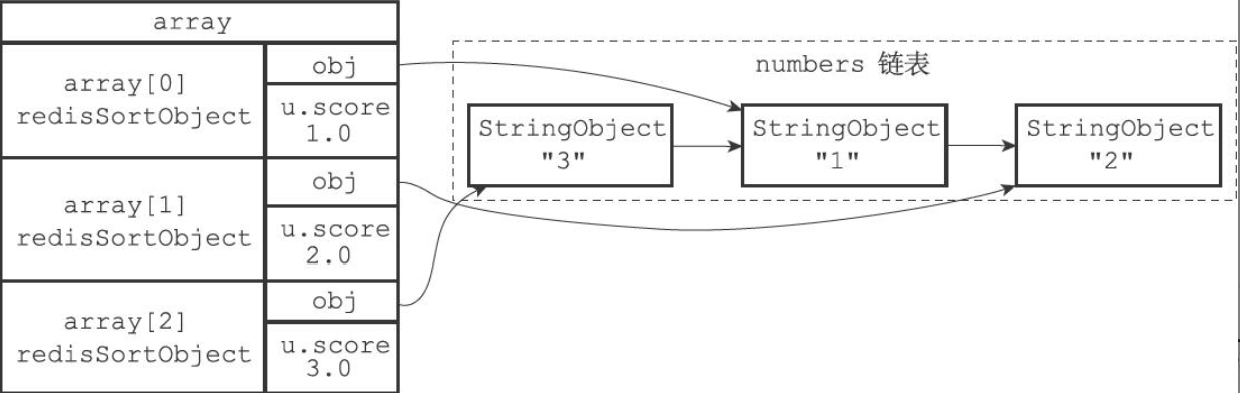 array
array[0]
redisSortObject
obj
u.score
1.0
array[1]
redisSortObject
obj
u.score
2.0
array[2]
redisSortObject
obj
u.score
3.0
numbers 链表
StringObject
"3"
StringObject
"1"
StringObject
"2"